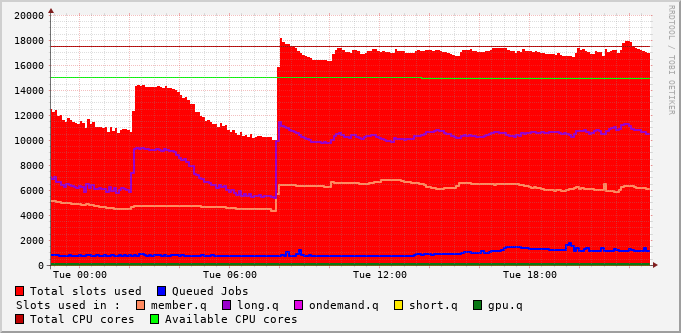 20000
18000
16000
14000
12000
10000
8000
6000
4000
2000
0
Tue 00:00 Tue 06:00 Tue 12:00 Tue 18:00
RRDTOOL / TOBI OETIKER
Total slots used Queued Jobs
Slots used in : member.q long.q ondemand.q short.q gpu.q
Total CPU cores Available CPU cores